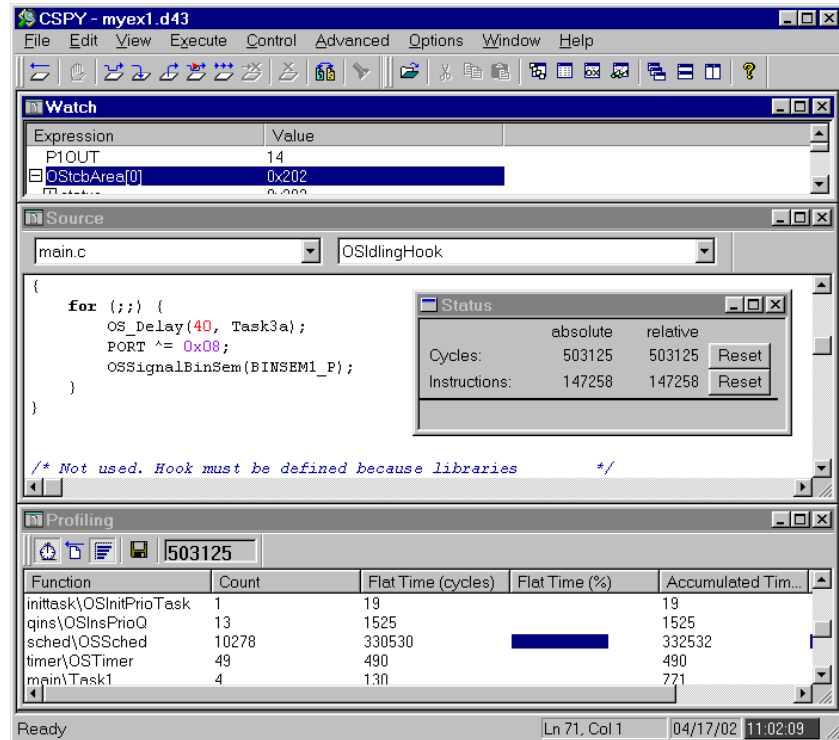 CSPY - myex1.d43
File Edit View Execute Control Advanced Options Window Help
Watch
Expression Value
P1OUT 14
OStcbArea[0] 0x202
status 0x202
Source
main.c OSIdlingHook
{
for (;;) {
OS_Delay(40, Task3a);
PORT ^= 0x08;
OSSignalBinSem(BINSEM1_P);
}
}
/* Not used. Hook must be defined because libraries */
Status
absolute relative
Cycles: 503125 503125 Reset
Instructions: 147258 147258 Reset
Profiling
503125
Function Count Flat Time (cycles) Flat Time (%) Accumulated Tim...
inittask\OSInitPrioTask 1 19 19
qins\OSInsPrioQ 13 1525 1525
sched\OSSched 10278 330530 332532
timer\OSTimer 49 490 490
main\Task1 4 130 771
Ready Ln 71, Col 1 04/17/02 11:02:09